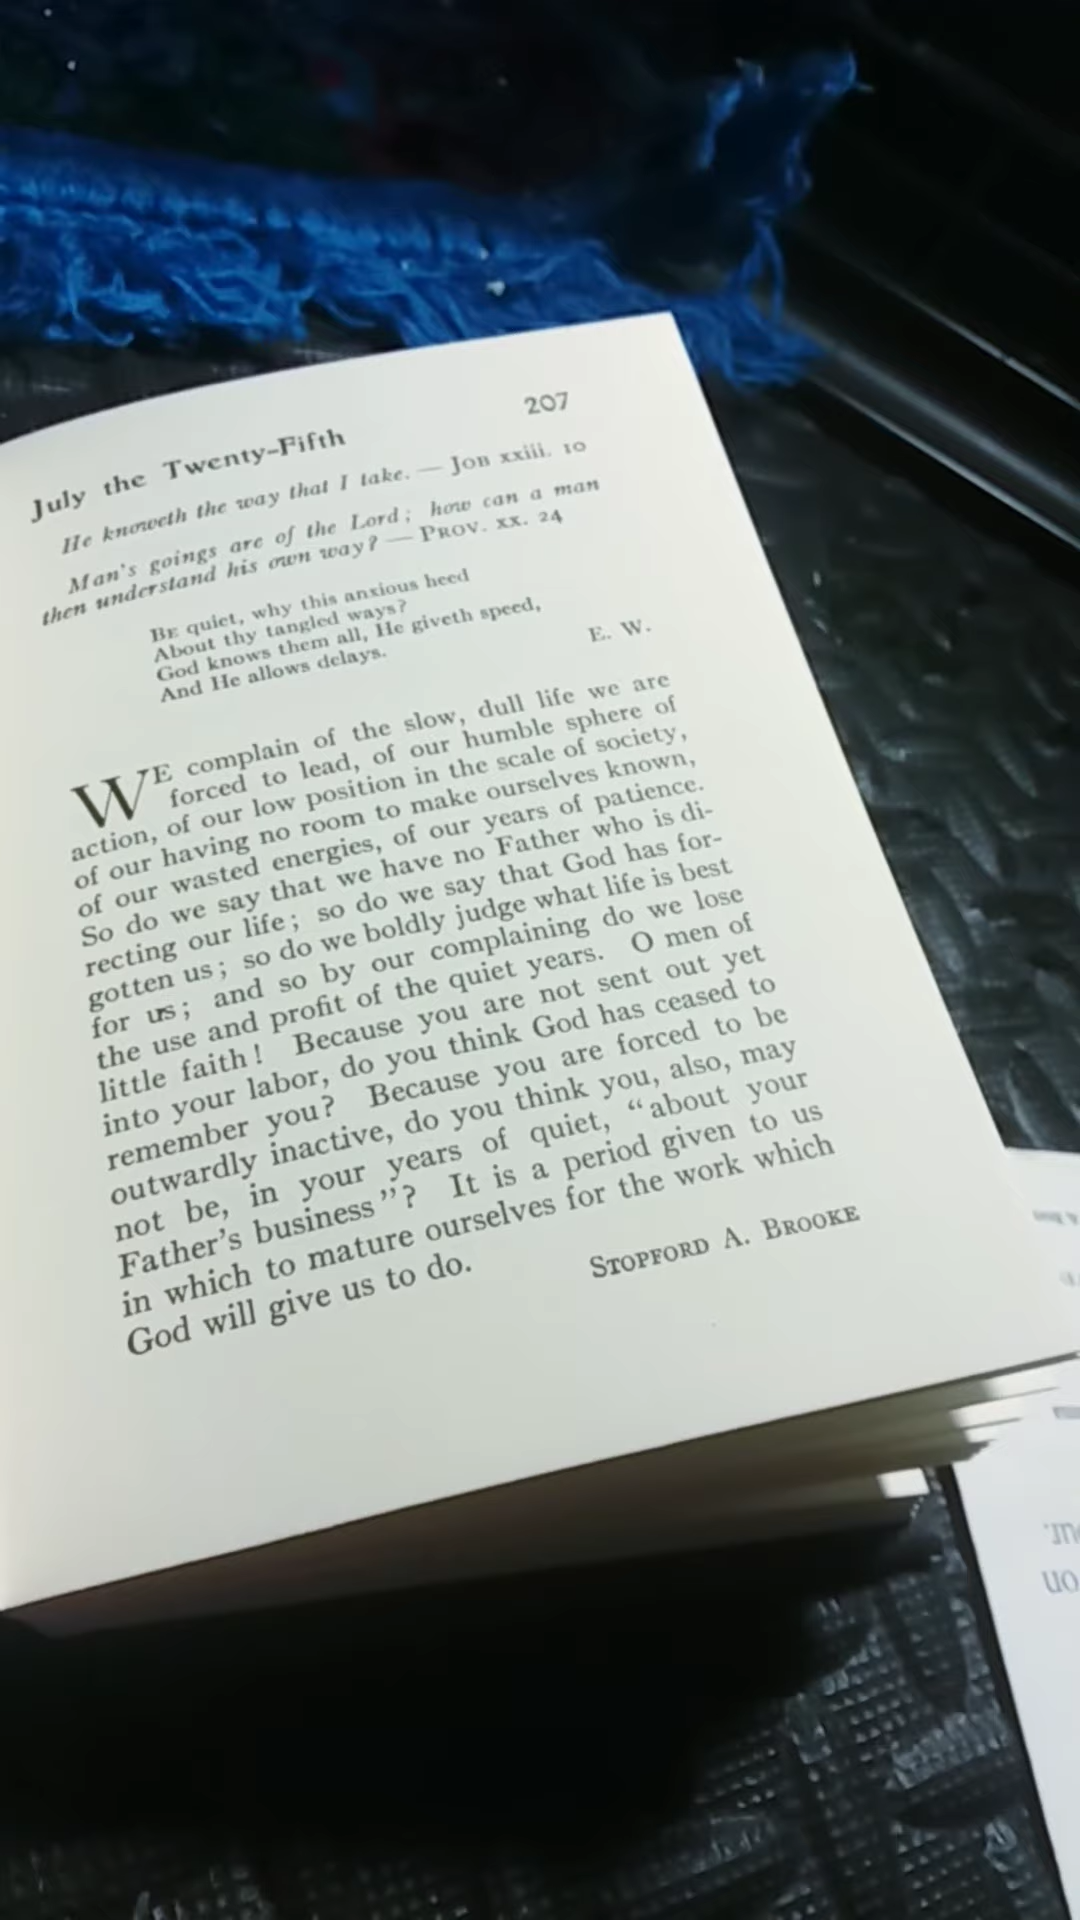 207
July the Twenty-Fifth
He knoweth the way that I take. — JOB xxiii. 10
Man's goings are of the Lord; how can a man
then understand his own way? — PROV. xx. 24
BE quiet, why this anxious heed
About thy tangled ways?
God knows them all, He giveth speed,
And He allows delays.
E. W.
WE complain of the slow, dull life we are
forced to lead, of our humble sphere of
action, of our low position in the scale of society,
of our having no room to make ourselves known,
of our wasted energies, of our years of patience.
So do we say that we have no Father who is di-
recting our life; so do we say that God has for-
gotten us; so do we boldly judge what life is best
for us; and so by our complaining do we lose
the use and profit of the quiet years. O men of
little faith! Because you are not sent out yet
into your labor, do you think God has ceased to
remember you? Because you are forced to be
outwardly inactive, do you think you, also, may
not be, in your years of quiet, “about your
Father's business”? It is a period given to us
in which to mature ourselves for the work which
God will give us to do.
STOPFORD A. BROOKE